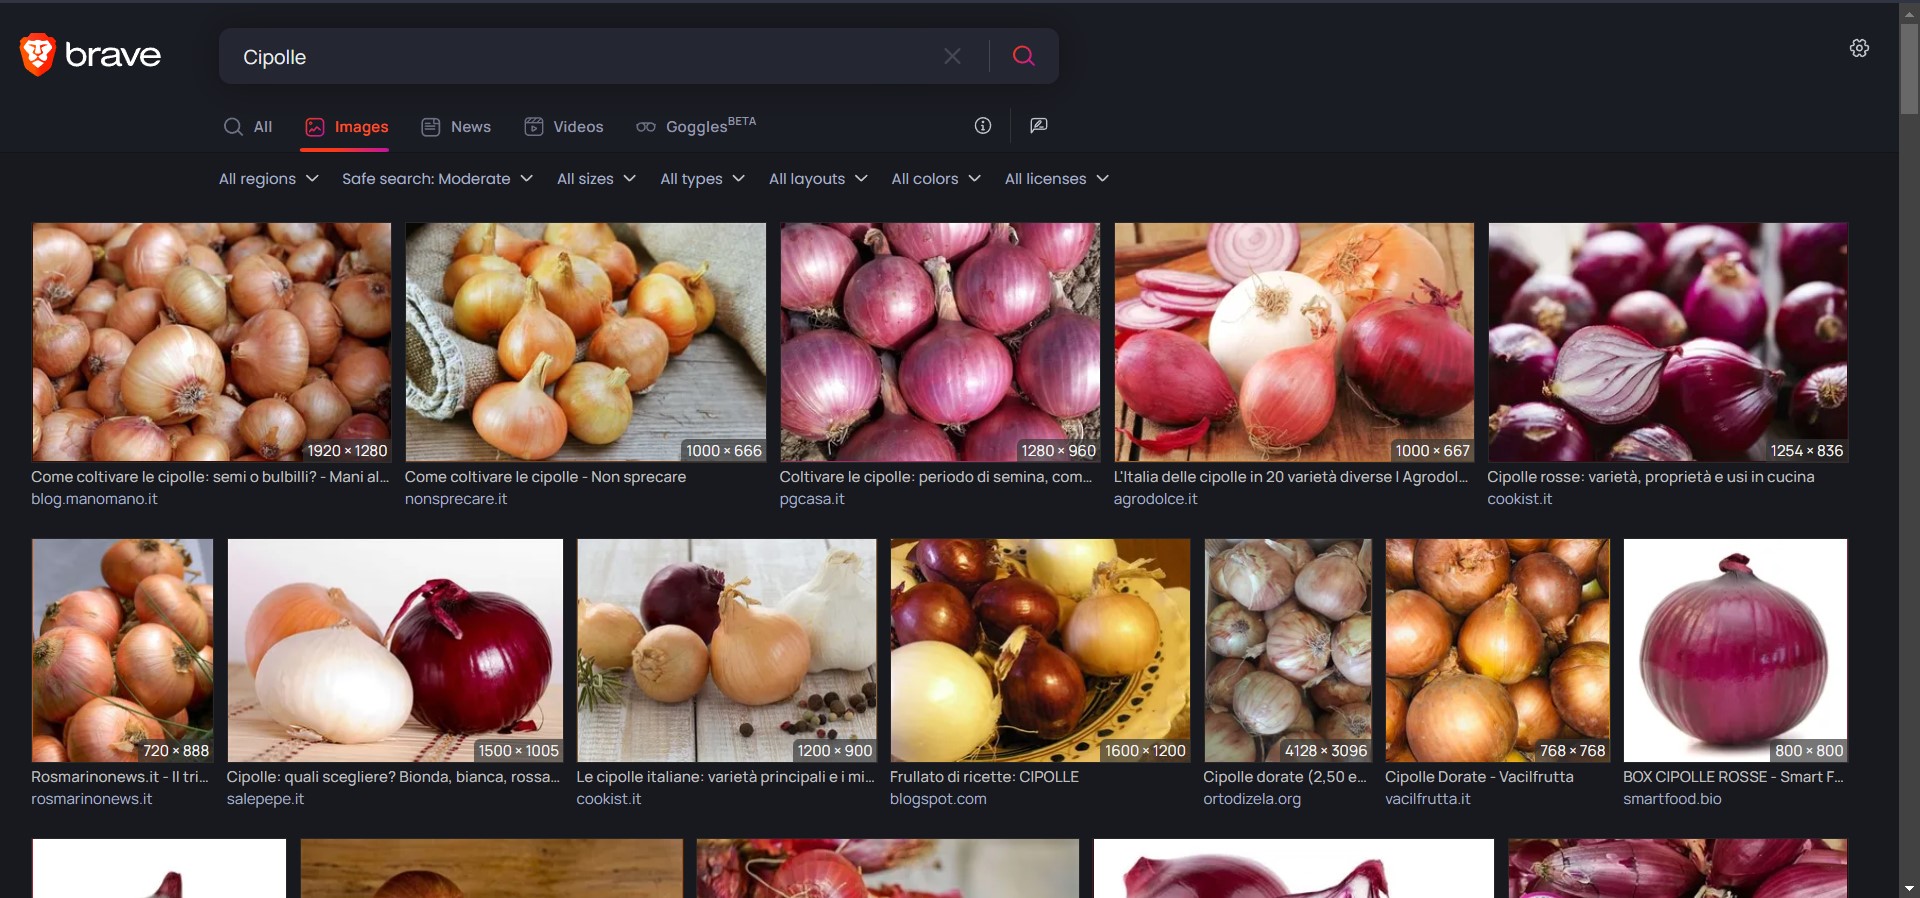 brave
Cipolle
All
Images
News
Videos
Goggles BETA
All regions
Safe search: Moderate
All sizes
All types
All layouts
All colors
All licenses
1920 × 1280
1000 × 666
1280 × 960
1000 × 667
1254 × 836
Come coltivare le cipolle: semi o bulbilli? - Mani al...
Come coltivare le cipolle - Non sprecare
Coltivare le cipolle: periodo di semina, com...
L'Italia delle cipolle in 20 varietà diverse | Agrodol...
Cipolle rosse: varietà, proprietà e usi in cucina
blog.manomano.it
nonsprecare.it
pgcasa.it
agrodolce.it
cookist.it
720 × 888
1500 × 1005
1200 × 900
1600 × 1200
4128 × 3096
768 × 768
800 × 800
Rosmarinonews.it - Il tri...
Cipolle: quali scegliere? Bionda, bianca, rossa...
Le cipolle italiane: varietà principali e i mi...
Frullato di ricette: CIPOLLE
Cipolle dorate (2,50 e...
Cipolle Dorate - Vacilfrutta
BOX CIPOLLE ROSSE - Smart F...
rosmarinonews.it
salepepe.it
cookist.it
blogspot.com
ortodizela.org
vacilfrutta.it
smartfood.bio